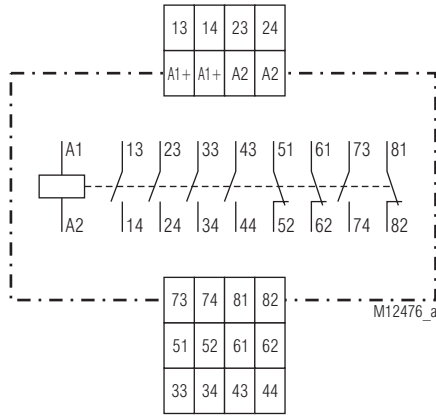 13 14 23 24
A1+ A1+ A2 A2
A1 13 23 33 43 51 61 73 81
A2 14 24 34 44 52 62 74 82
73 74 81 82
M12476_a
51 52 61 62
33 34 43 44